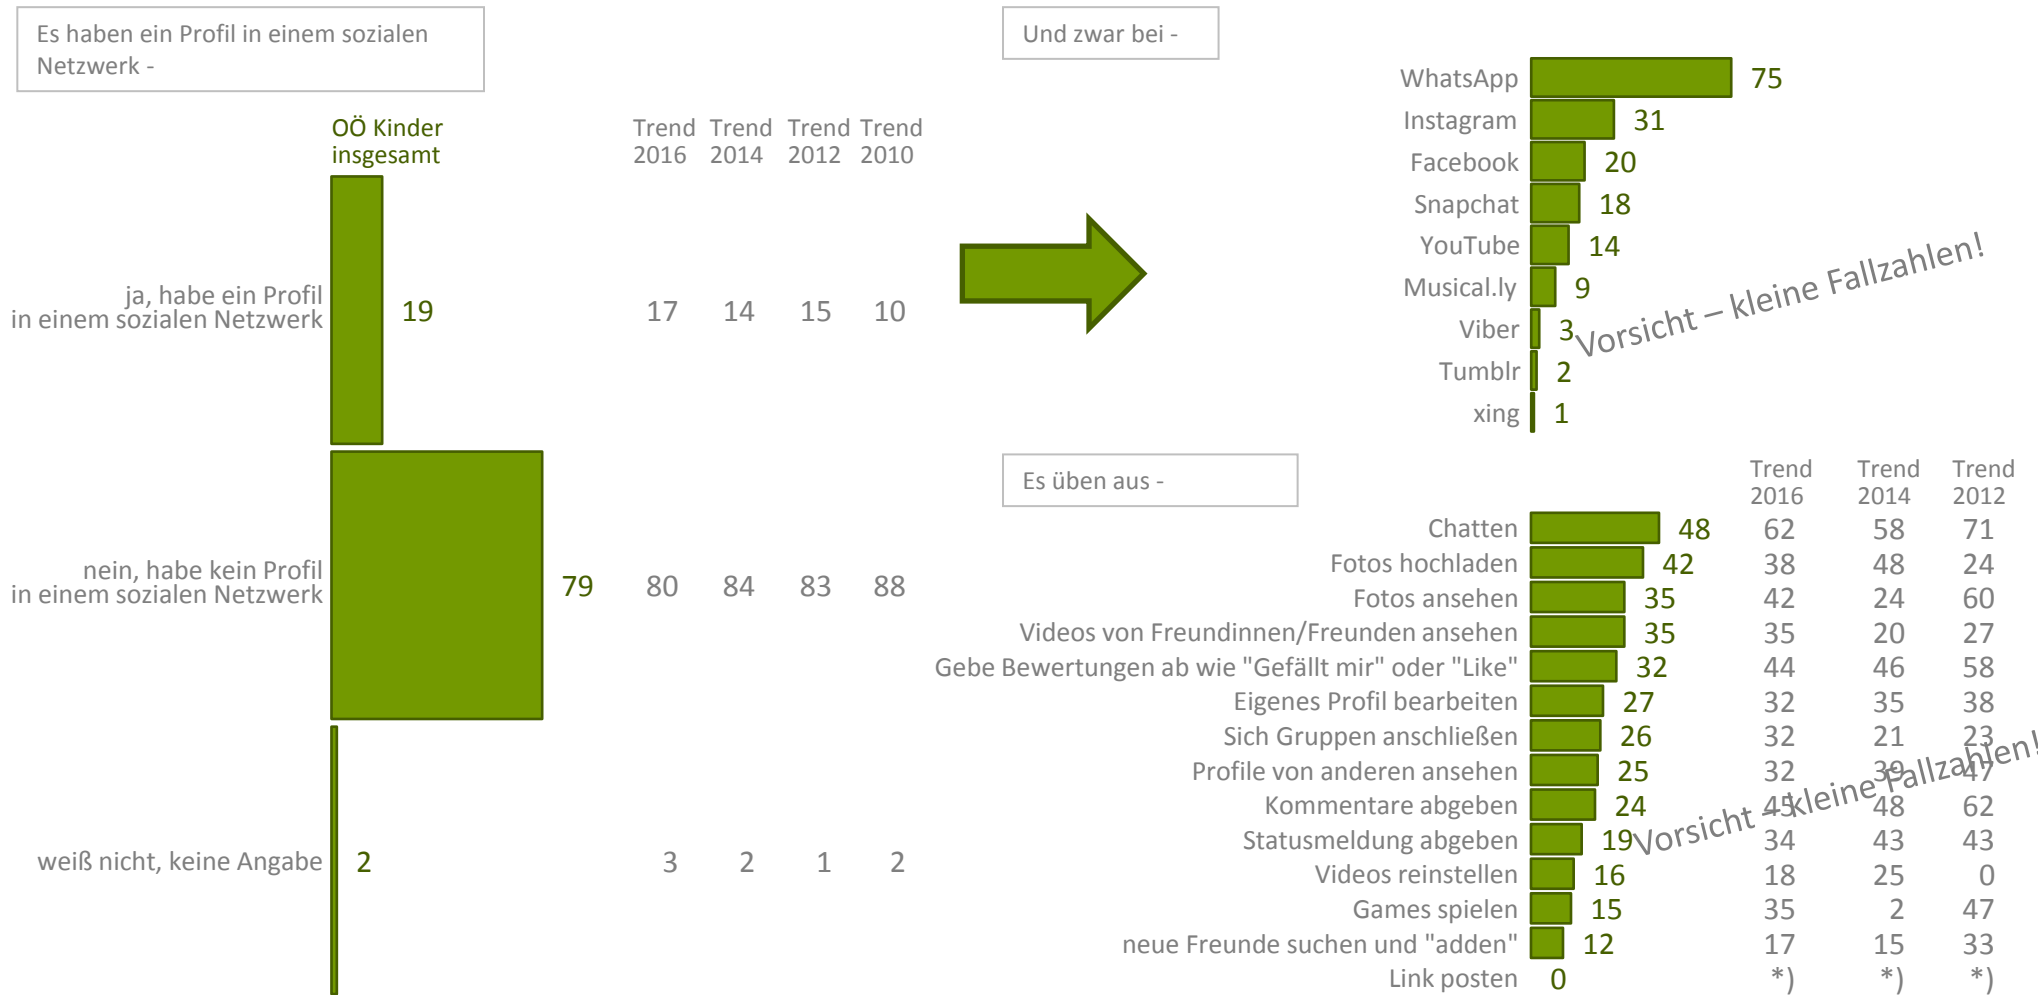 Es haben ein Profil in einem sozialen
Netzwerk -
OÖ Kinder
insgesamt
Trend Trend Trend Trend
2016 2014 2012 2010
ja, habe ein Profil
in einem sozialen Netzwerk
19 17 14 15 10
nein, habe kein Profil
in einem sozialen Netzwerk
79 80 84 83 88
weiß nicht, keine Angabe 2 3 2 1 2
Und zwar bei -
WhatsApp 75
Instagram 31
Facebook 20
Snapchat 18
YouTube 14
Musical.ly 9
Viber 3
Tumblr 2
xing 1
Vorsicht – kleine Fallzahlen!
Es üben aus -
Trend Trend Trend
2016 2014 2012
Chatten 48 62 58 71
Fotos hochladen 42 38 48 24
Fotos ansehen 35 42 24 60
Videos von Freundinnen/Freunden ansehen 35 35 20 27
Gebe Bewertungen ab wie "Gefällt mir" oder "Like" 32 44 46 58
Eigenes Profil bearbeiten 27 32 35 38
Sich Gruppen anschließen 26 32 21 23
Profile von anderen ansehen 25 32 39 47
Kommentare abgeben 24 45 48 62
Statusmeldung abgeben 19 34 43 43
Videos reinstellen 16 18 25 0
Games spielen 15 35 2 47
neue Freunde suchen und "adden" 12 17 15 33
Link posten 0 *) *) *)
Vorsicht – kleine Fallzahlen!